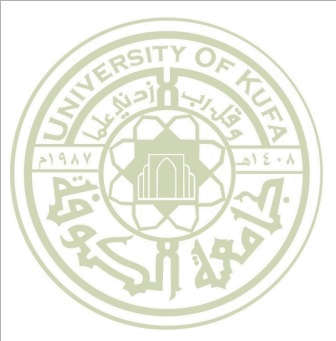 UNIVERSITY OF KUFA
وقل رب زدني علما
١٩٨٧م
١٤٠٨هـ
جامعة الكوفة